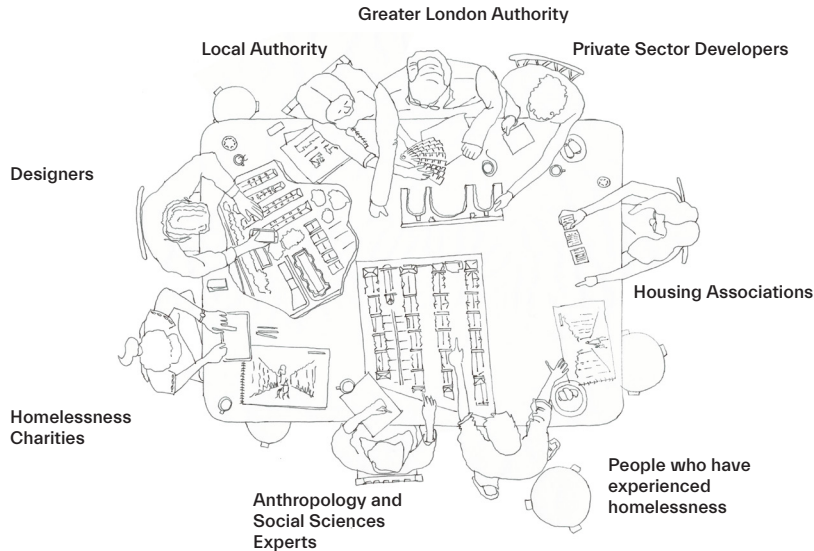 Greater London Authority
Local Authority
Private Sector Developers
Designers
Housing Associations
Homelessness
Charities
People who have
experienced
homelessness
Anthropology and
Social Sciences
Experts